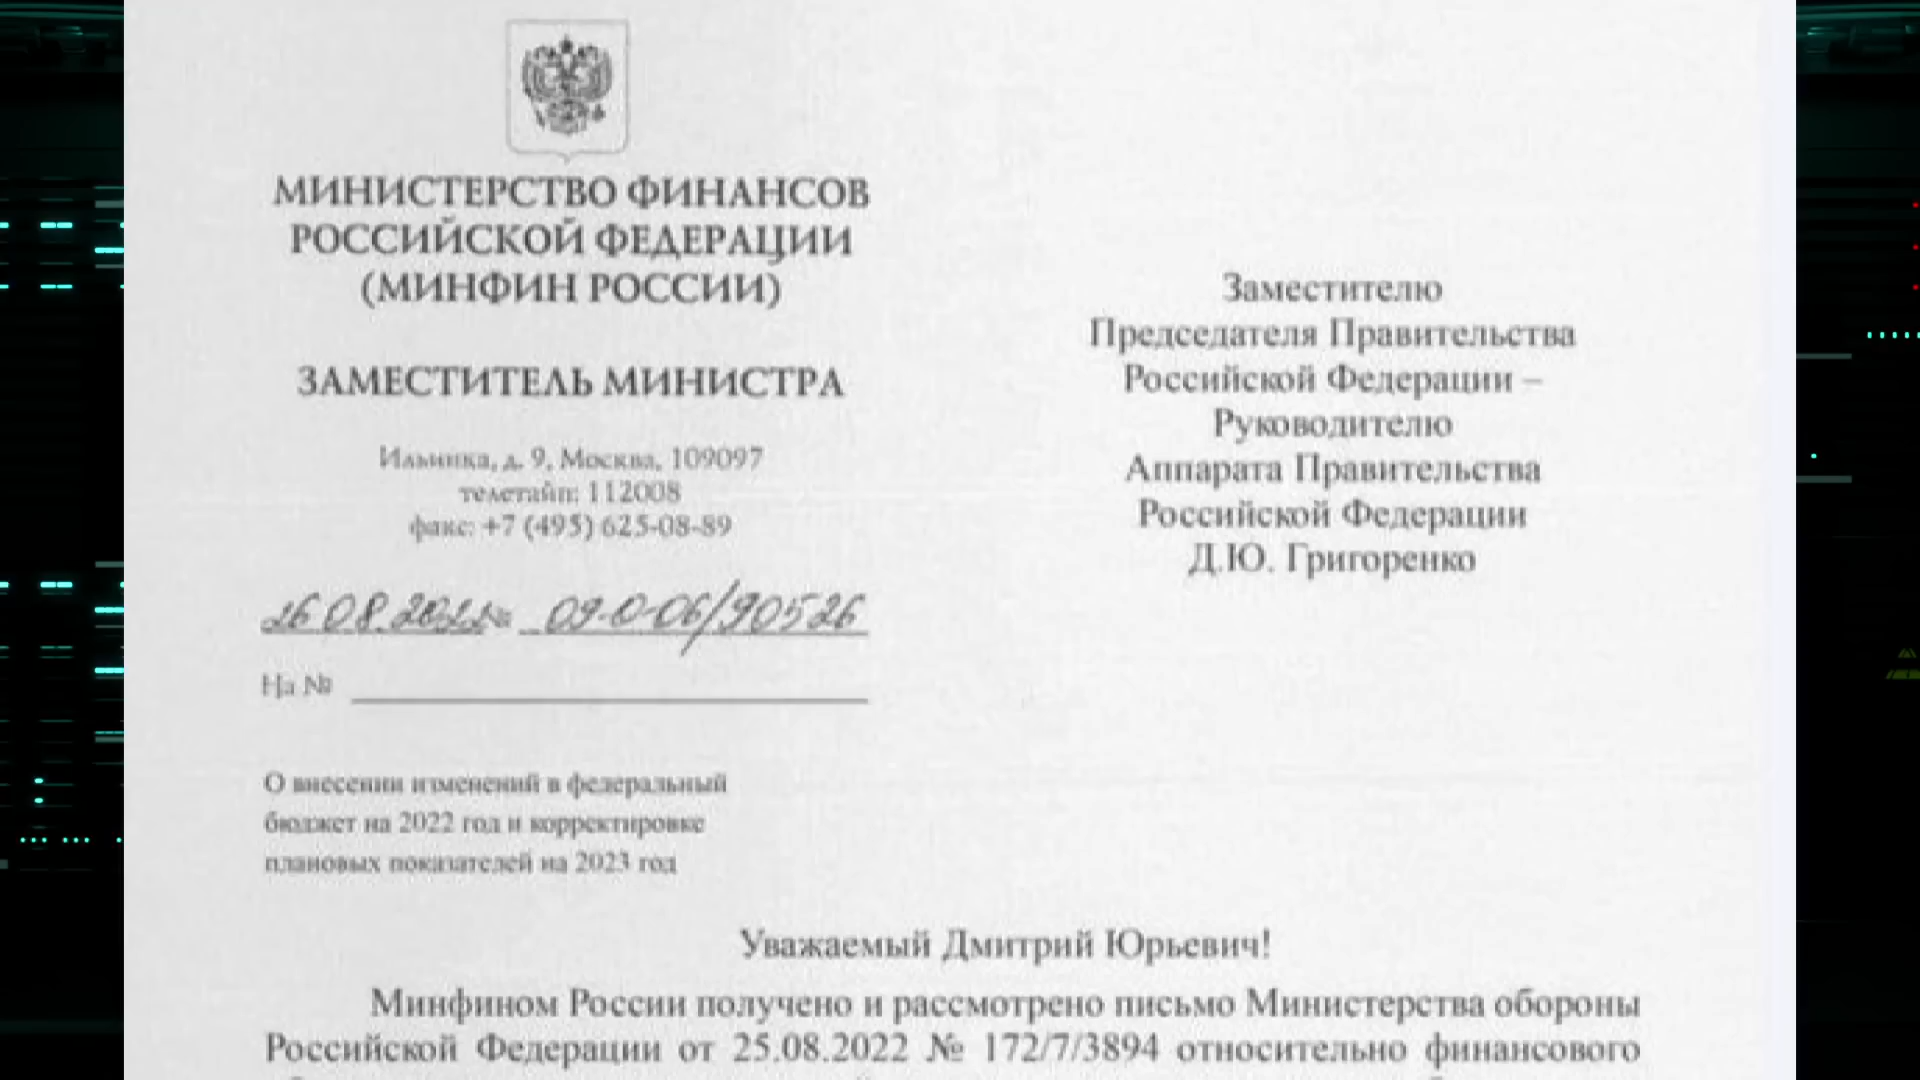 МИНИСТЕРСТВО ФИНАНСОВ
РОССИЙСКОЙ ФЕДЕРАЦИИ
(МИНФИН РОССИИ)
ЗАМЕСТИТЕЛЬ МИНИСТРА
Ильинка, д. 9, Москва, 109097
телетайп: 112008
факс: +7 (495) 625-08-89
26.08.2022 09-0-06/90526
На №
Заместителю
Председателя Правительства
Российской Федерации –
Руководителю
Аппарата Правительства
Российской Федерации
Д.Ю. Григоренко
О внесении изменений в федеральный
бюджет на 2022 год и корректировке
плановых показателей на 2023 год
Уважаемый Дмитрий Юрьевич!
Минфином России получено и рассмотрено письмо Министерства обороны
Российской Федерации от 25.08.2022 № 172/7/3894 относительно финансового